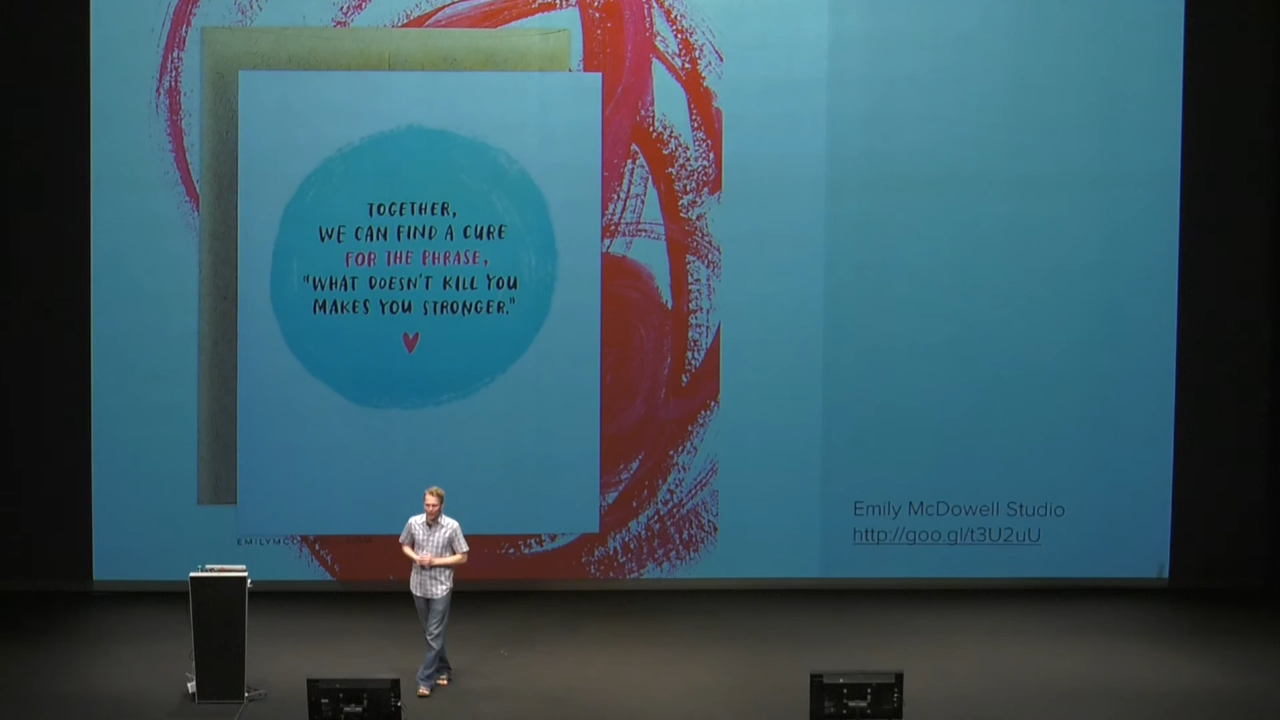 TOGETHER,
WE CAN FIND A CURE
FOR THE PHRASE,
"WHAT DOESN'T KILL YOU
MAKES YOU STRONGER."
Emily McDowell Studio
http://goo.gl/t3U2uU